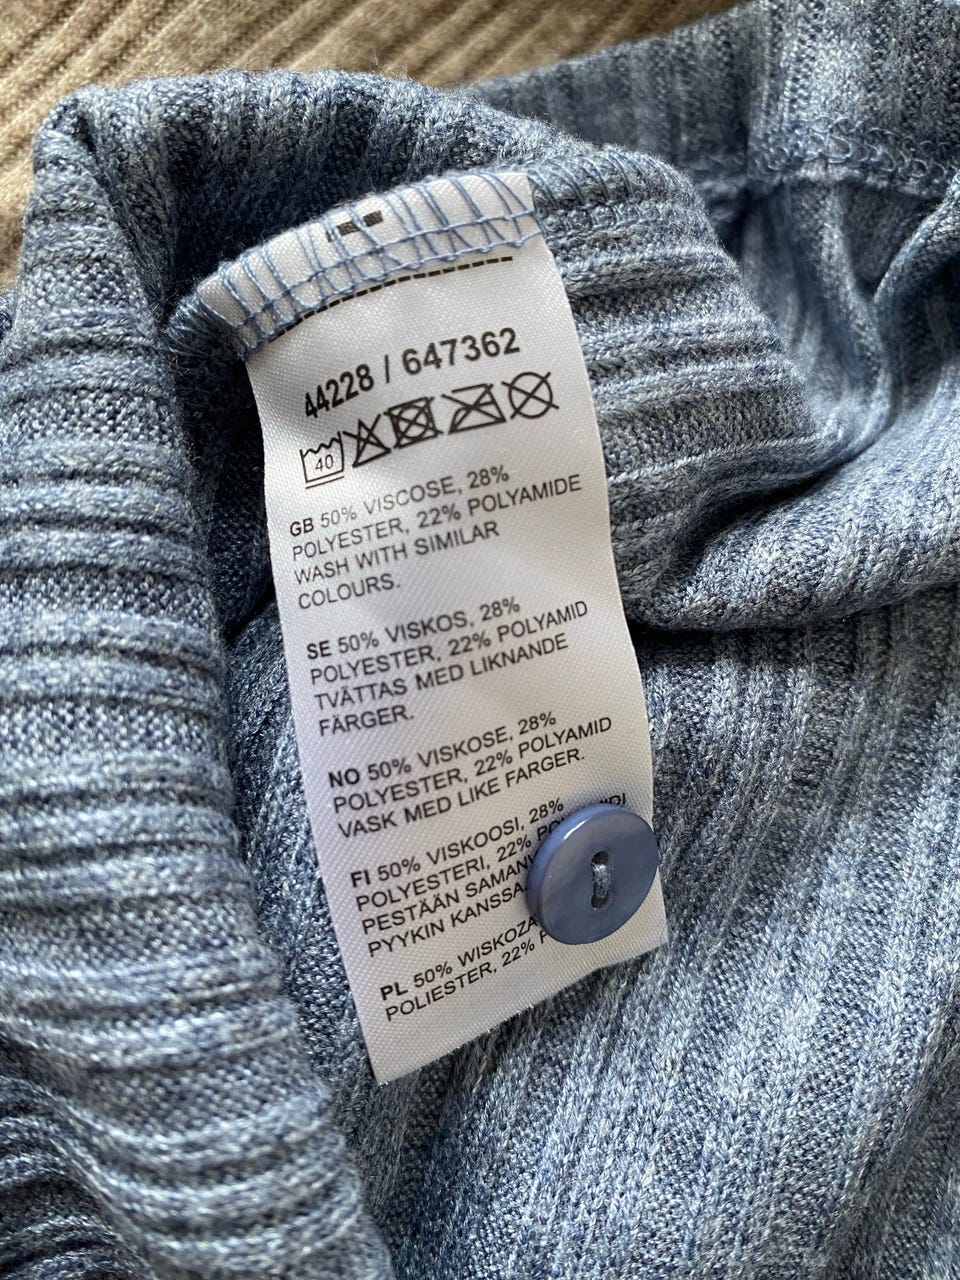 44228 / 647362
40
GB 50% VISCOSE, 28%
POLYESTER, 22% POLYAMIDE
WASH WITH SIMILAR
COLOURS.
SE 50% VISKOS, 28%
POLYESTER, 22% POLYAMID
TVÄTTAS MED LIKNANDE
FÄRGER.
NO 50% VISKOSE, 28%
POLYESTER, 22% POLYAMID
VASK MED LIKE FARGER.
FI 50% VISKOOSI, 28%
POLYESTERI, 22%
PESTÄÄN
PYYKIN KANSSA
PL 50% WISKOZA
POLIESTER, 22%